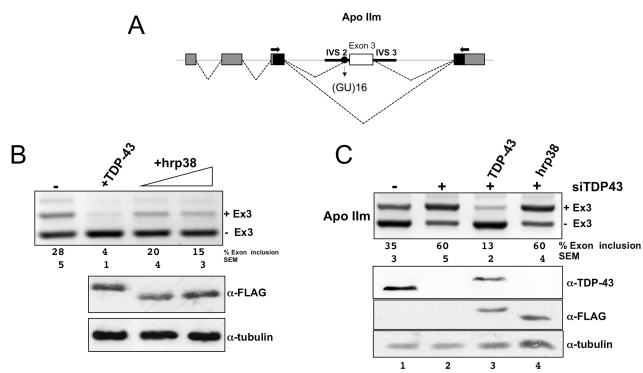 Apo IIm
A
IVS 2
Exon 3
IVS 3
(GU)16
B
- +TDP-43 +hrp38
+ Ex3
- Ex3
28 4 20 15 % Exon inclusion
5 1 4 3 SEM
α-FLAG
α-tubulin
C
TDP-43
hrp38
- + + + siTDP43
Apo IIm
+ Ex3
- Ex3
35 60 13 60 % Exon inclusion
3 5 2 4 SEM
α-TDP-43
α-FLAG
α-tubulin
1 2 3 4